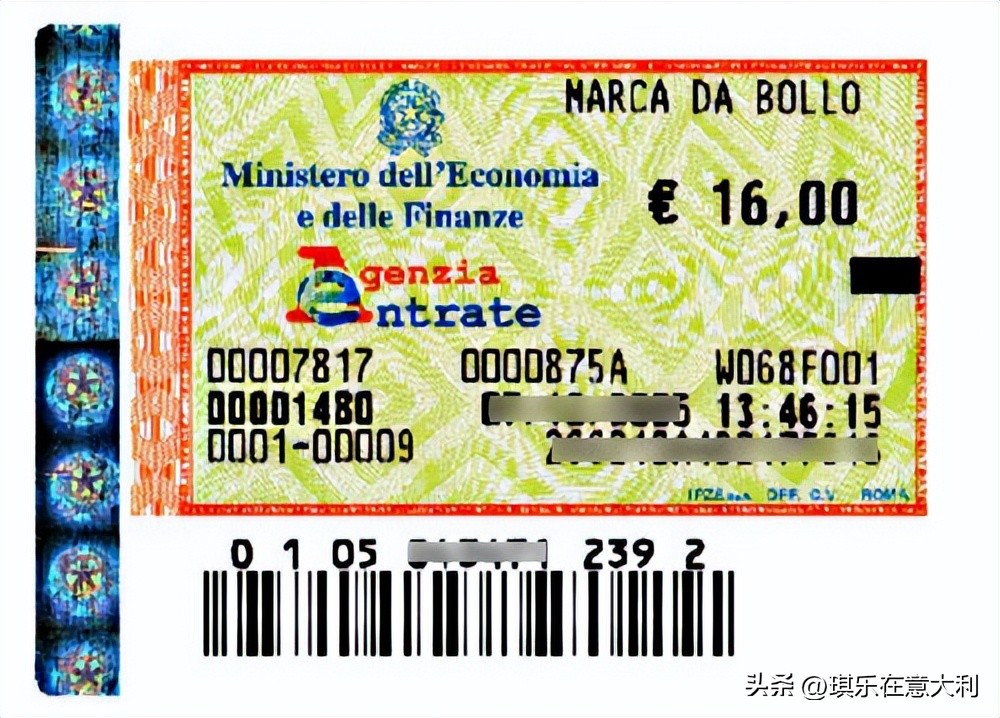 MARCA DA BOLLO
Ministero dell'Economia
e delle Finanze
€ 16,00
Agenzia
Entrate
00007817 0000875A W068F001
00001480 13:46:15
0001-00009
OFF. C.V. ROMA
0 1 05 239 2
头条 @琪乐在意大利